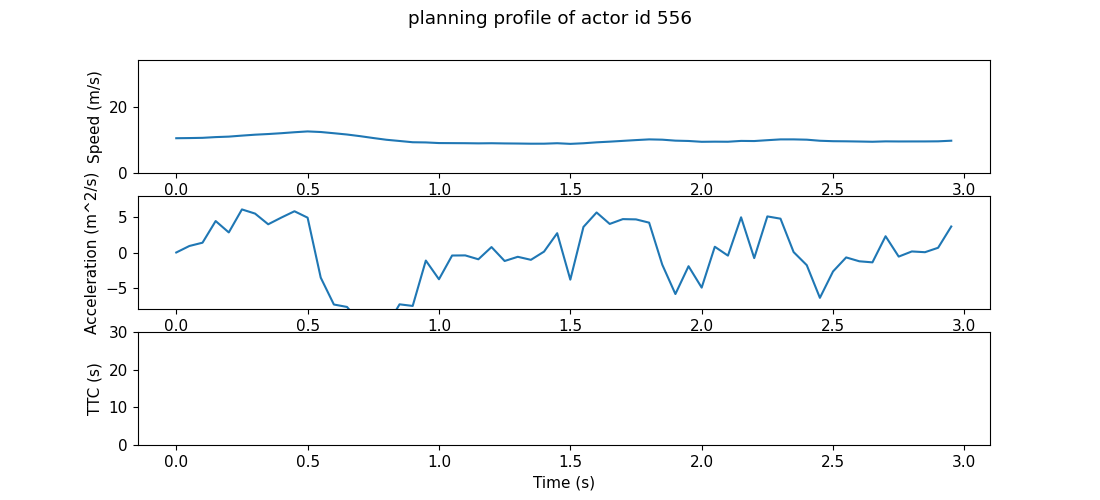 planning profile of actor id 556
Speed (m/s)
20
0
0.0 0.5 1.0 1.5 2.0 2.5 3.0
Acceleration (m^2/s)
5
0
−5
0.0 0.5 1.0 1.5 2.0 2.5 3.0
TTC (s)
30
20
10
0
0.0 0.5 1.0 1.5 2.0 2.5 3.0
Time (s)